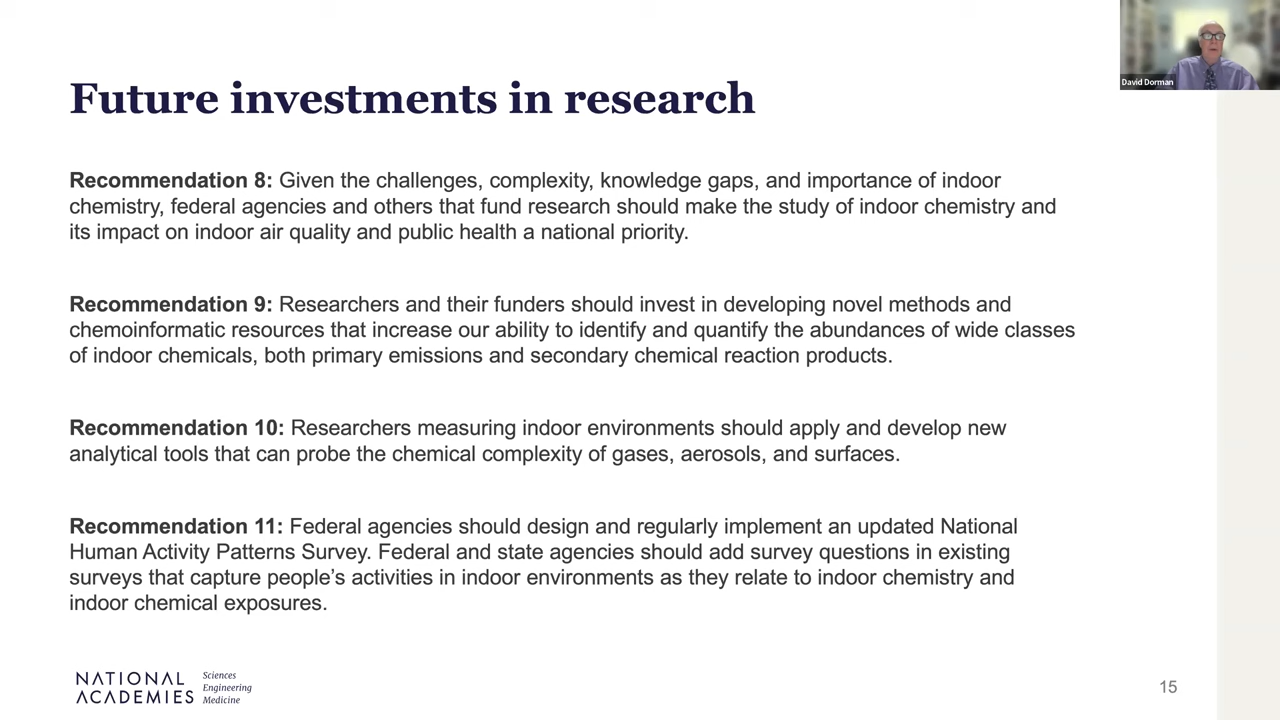 David Dorman
Future investments in research
Recommendation 8: Given the challenges, complexity, knowledge gaps, and importance of indoor
chemistry, federal agencies and others that fund research should make the study of indoor chemistry and
its impact on indoor air quality and public health a national priority.
Recommendation 9: Researchers and their funders should invest in developing novel methods and
chemoinformatic resources that increase our ability to identify and quantify the abundances of wide classes
of indoor chemicals, both primary emissions and secondary chemical reaction products.
Recommendation 10: Researchers measuring indoor environments should apply and develop new
analytical tools that can probe the chemical complexity of gases, aerosols, and surfaces.
Recommendation 11: Federal agencies should design and regularly implement an updated National
Human Activity Patterns Survey. Federal and state agencies should add survey questions in existing
surveys that capture people’s activities in indoor environments as they relate to indoor chemistry and
indoor chemical exposures.
NATIONAL
ACADEMIES
Sciences
Engineering
Medicine
15